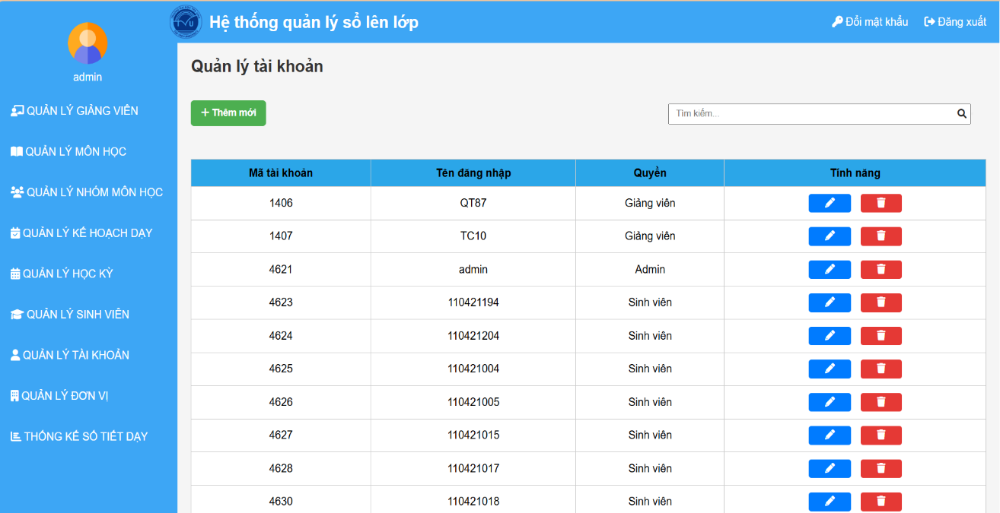 TVU
Hệ thống quản lý sổ lên lớp
Đổi mật khẩu
Đăng xuất
admin
QUẢN LÝ GIẢNG VIÊN
QUẢN LÝ MÔN HỌC
QUẢN LÝ NHÓM MÔN HỌC
QUẢN LÝ KẾ HOẠCH DẠY
QUẢN LÝ HỌC KỲ
QUẢN LÝ SINH VIÊN
QUẢN LÝ TÀI KHOẢN
QUẢN LÝ ĐƠN VỊ
THỐNG KÊ SỐ TIẾT DẠY
Quản lý tài khoản
+ Thêm mới
Tìm kiếm...
Mã tài khoản Tên đăng nhập Quyền Tính năng
1406 QT87 Giảng viên
1407 TC10 Giảng viên
4621 admin Admin
4623 110421194 Sinh viên
4624 110421204 Sinh viên
4625 110421004 Sinh viên
4626 110421005 Sinh viên
4627 110421015 Sinh viên
4628 110421017 Sinh viên
4630 110421018 Sinh viên